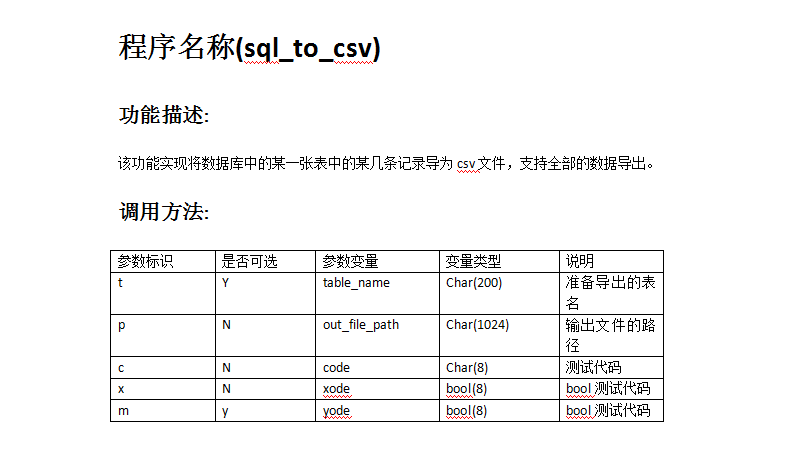 程序名称(sql_to_csv)
功能描述:
该功能实现将数据库中的某一张表中的某几条记录导为 csv 文件，支持全部的数据导出。
调用方法:
参数标识 是否可选 参数变量 变量类型 说明
t Y table_name Char(200) 准备导出的表
名
p N out_file_path Char(1024) 输出文件的路
径
c N code Char(8) 测试代码
x N xode bool(8) bool 测试代码
m y yode bool(8) bool 测试代码